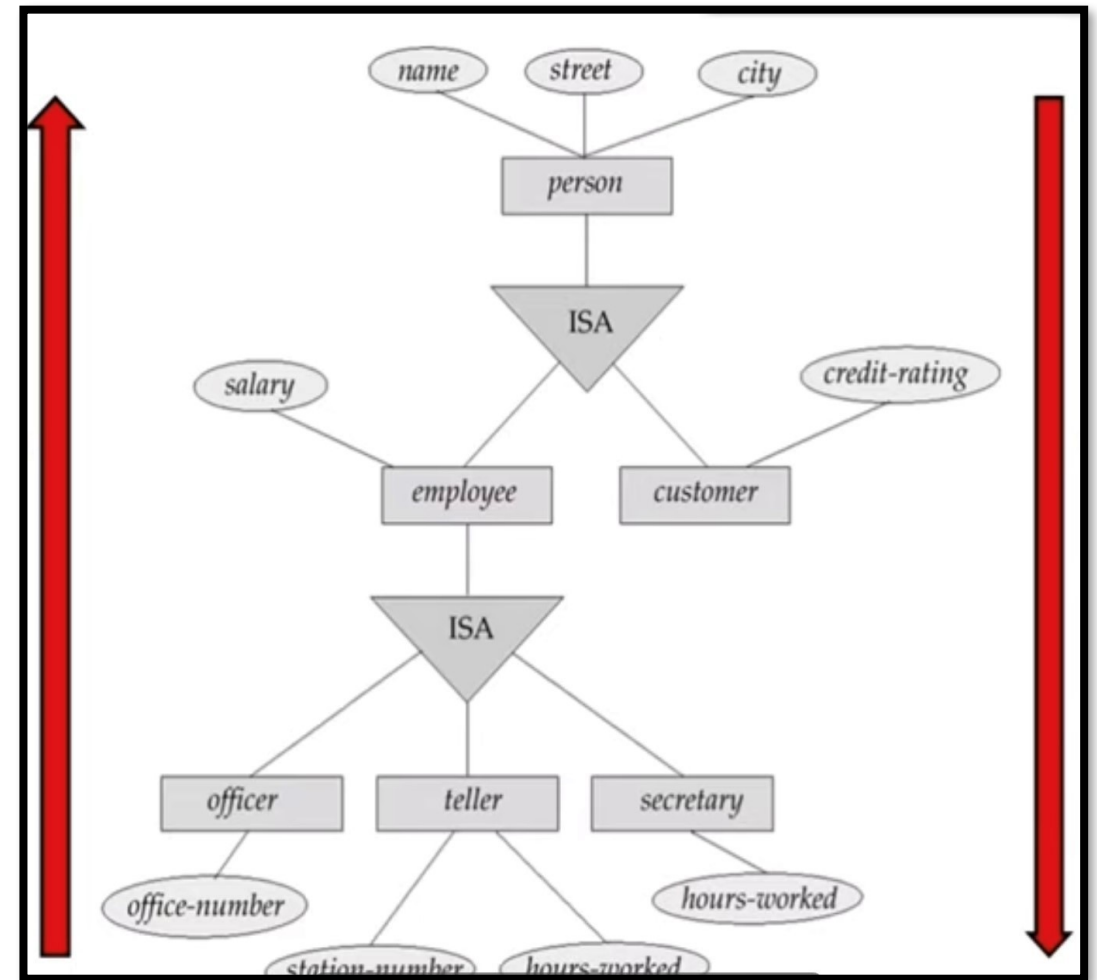 name
street
city
person
ISA
salary
credit-rating
employee
customer
ISA
officer
teller
secretary
office-number
hours-worked
station-number
hours-worked